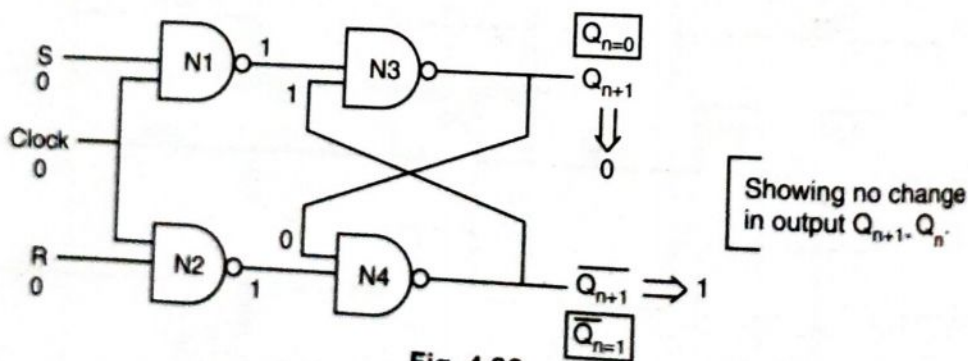 Q_{n=0}
S
0
N1
1
N3
1
Q_{n+1}
⇓
0
Clock
0
Showing no change
in output Q_{n+1}. Q_n.
R
0
N2
1
0
N4
\overline{Q_{n+1}} ⇒ 1
\overline{Q}_{n=1}